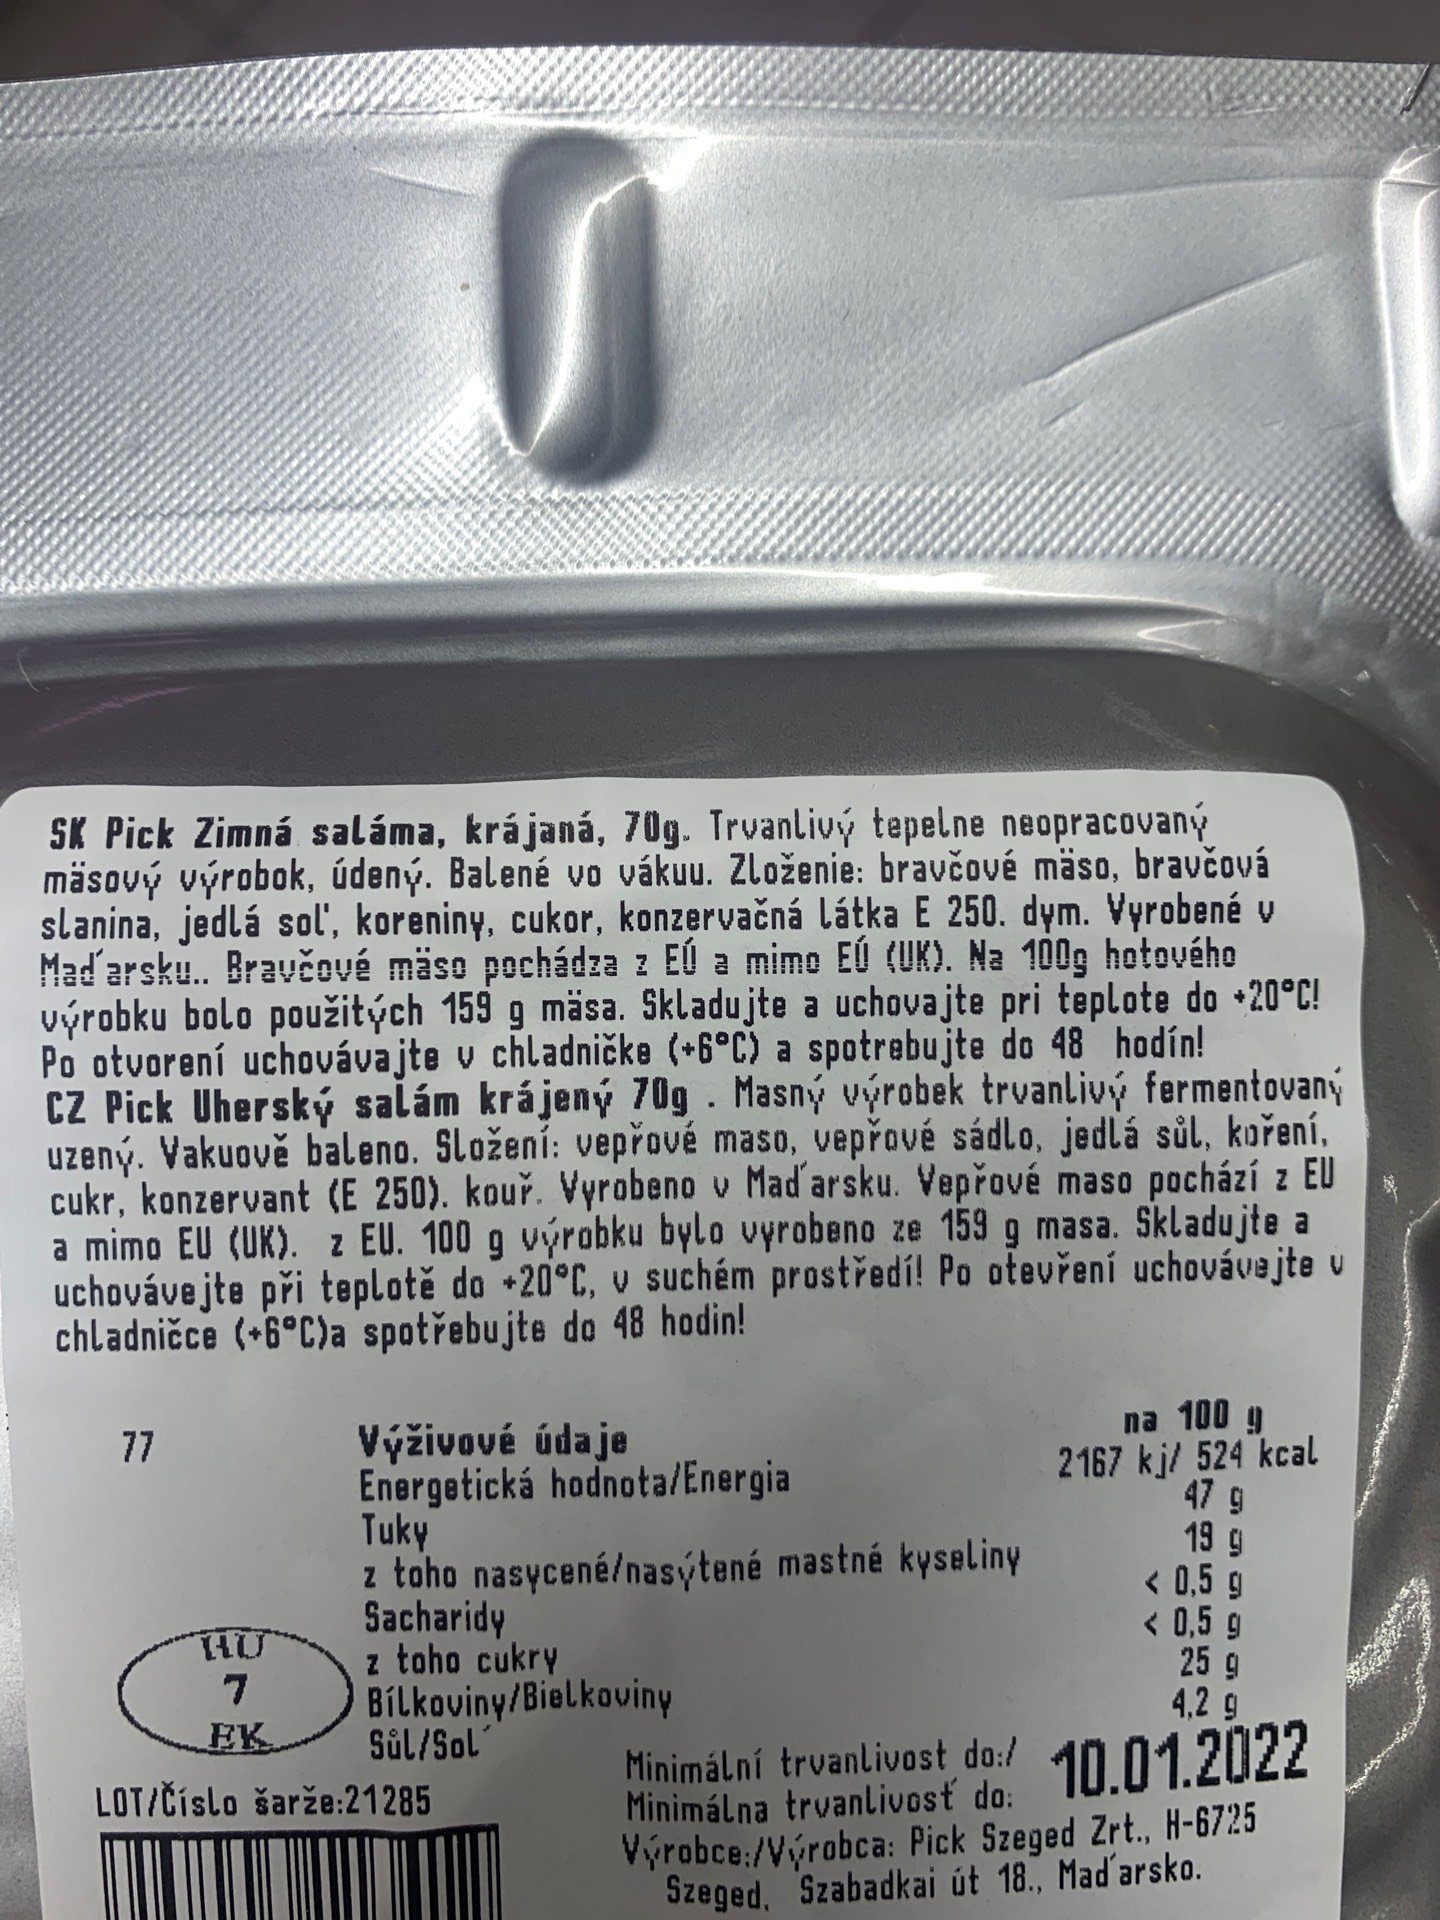 SK Pick Zimná saláma, krájaná, 70g. Trvanlivý tepelne neopracovaný
mäsový výrobok, údený. Balené vo vákuu. Zloženie: bravčové mäso, bravčová
slanina, jedlá soľ, koreniny, cukor, konzervačná látka E 250. dym. Vyrobené v
Maďarsku.. Bravčové mäso pochádza z EÚ a mimo EÚ (UK). Na 100g hotového
výrobku bolo použitých 159 g mäsa. Skladujte a uchovajte pri teplote do +20°C!
Po otvorení uchovávajte v chladničke (+6°C) a spotrebujte do 48 hodín!
CZ Pick Uherský salám krájený 70g . Masný výrobek trvanlivý fermentovaný
uzený. Vakuově baleno. Složení: vepřové maso, vepřové sádlo, jedlá sůl, koření,
cukr, konzervant (E 250). kouř. Vyrobeno v Maďarsku. Vepřové maso pochází z EU
a mimo EU (UK). z EU. 100 g výrobku bylo vyrobeno ze 159 g masa. Skladujte a
uchovávejte při teplotě do +20°C, v suchém prostředí! Po otevření uchovávejte v
chladničce (+6°C)a spotřebujte do 48 hodin!
77
Výživové údaje
na 100 g
Energetická hodnota/Energia
2167 kj/ 524 kcal
Tuky
47 g
z toho nasycené/nasýtené mastné kyseliny
19 g
Sacharidy
< 0,5 g
z toho cukry
< 0,5 g
Bílkoviny/Bielkoviny
25 g
Sůl/Soľ
4,2 g
HU
7
EK
Minimální trvanlivost do:/
Minimálna trvanlivosť do:
10.01.2022
LOT/Číslo šarže:21285
Výrobce:/Výrobca: Pick Szeged Zrt., H-6725
Szeged, Szabadkai út 18., Maďarsko.